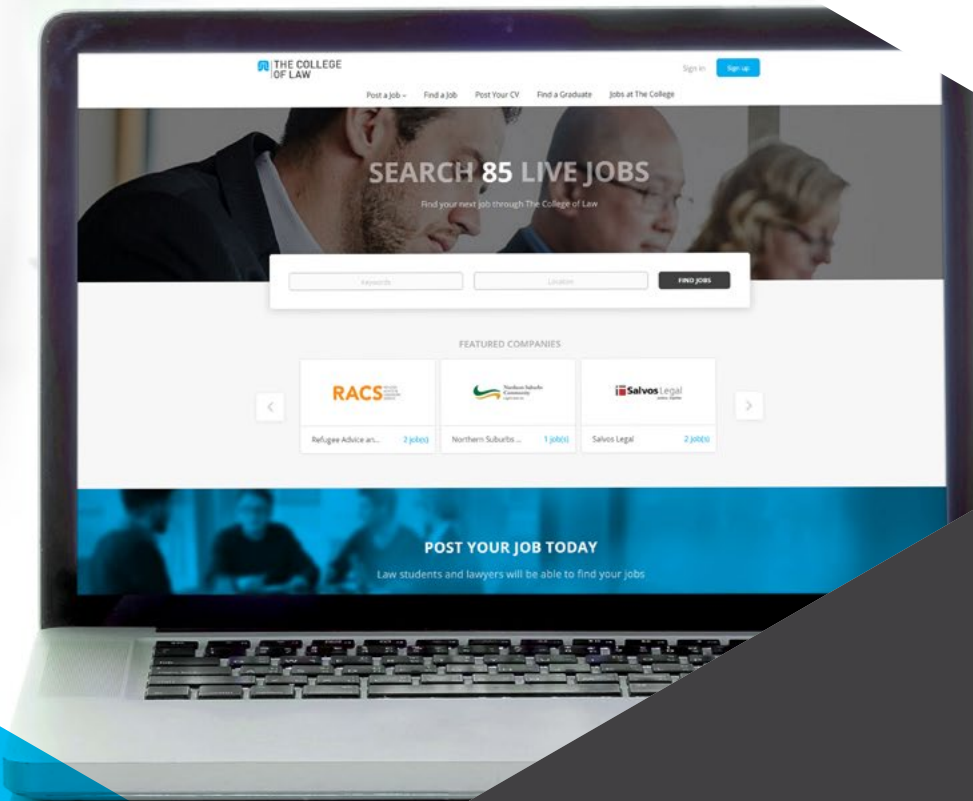 THE COLLEGE
OF LAW
Sign in
Sign up
Post a Job
Find a Job
Post Your CV
Find a Graduate
Jobs at The College
SEARCH 85 LIVE JOBS
Find your next job through The College of Law
Keywords
Location
FIND JOBS
FEATURED COMPANIES
RACS
Northern Suburbs
Community
Salvos Legal
Refugee Advice an...
2 job(s)
Northern Suburbs ...
1 job(s)
Salvos Legal
2 job(s)
POST YOUR JOB TODAY
Law students and lawyers will be able to find your jobs